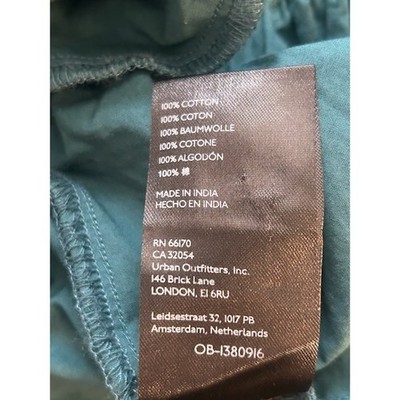 100% COTTON
100% COTON
100% BAUMWOLLE
100% COTONE
100% ALGODÓN
100% 棉
MADE IN INDIA
HECHO EN INDIA
RN 66170
CA 32054
Urban Outfitters, Inc.
146 Brick Lane
LONDON, E1 6RU
Leidsestraat 32, 1017 PB
Amsterdam, Netherlands
OB-1380916